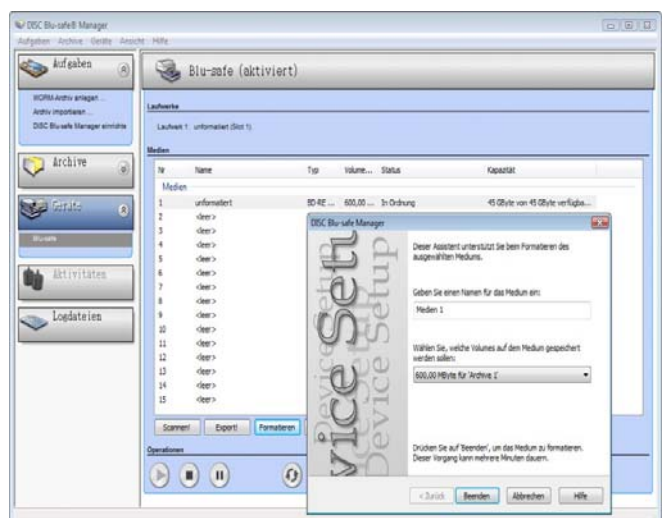 DISC Blu-safe® Manager
Aufgaben Archive Geräte Ansicht Hilfe
Aufgaben
WORM-Archiv anlegen ...
Archiv importieren ...
DISC Blu-safe Manager einrichte
Archive
Geräte
Blu-safe
Aktivitäten
Logdateien
Blu-safe (aktiviert)
Laufwerke
Laufwerk 1: unformatiert (Slot 1)
Medien
Nr Name Typ Volume... Status Kapazität
Medien
1 unformatiert BD-RE ... 600,00 ... In Ordnung 45 GByte von 45 GByte verfügba...
2 <leer>
3 <leer>
4 <leer>
5 <leer>
6 <leer>
7 <leer>
8 <leer>
9 <leer>
10 <leer>
11 <leer>
12 <leer>
13 <leer>
14 <leer>
15 <leer>
Scannen! Export! Formatieren
Operationen
DISC Blu-safe Manager
Device Setup
Device Setup
vice Setu
Dieser Assistent unterstützt Sie beim Formatieren des
ausgewählten Mediums.
Geben Sie einen Namen für das Medium ein:
Medien 1
Wählen Sie, welche Volumes auf dem Medium gespeichert
werden sollen:
600,00 MByte für 'Archive 1'
Drücken Sie auf 'Beenden', um das Medium zu formatieren.
Dieser Vorgang kann mehrere Minuten dauern.
< Zurück Beenden Abbrechen Hilfe